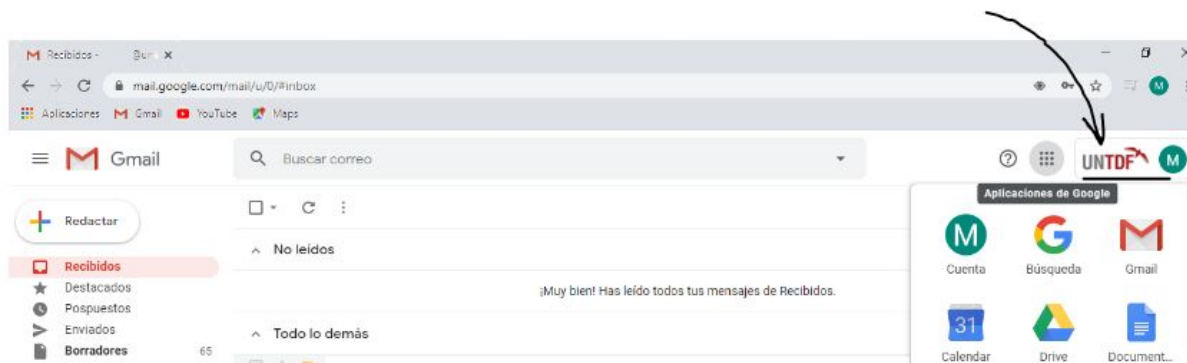 Recibidos -
mail.google.com/mail/u/0/#inbox
M
Aplicaciones Gmail YouTube Maps
Gmail
Buscar correo
UNTDF
M
Aplicaciones de Google
Redactar
No leídos
M
Cuenta Búsqueda Gmail
Recibidos
Destacados
¡Muy bien! Has leído todos tus mensajes de Recibidos.
Pospuestos
Enviados
Todo lo demás
31
Borradores 65
Calendar Drive Document...